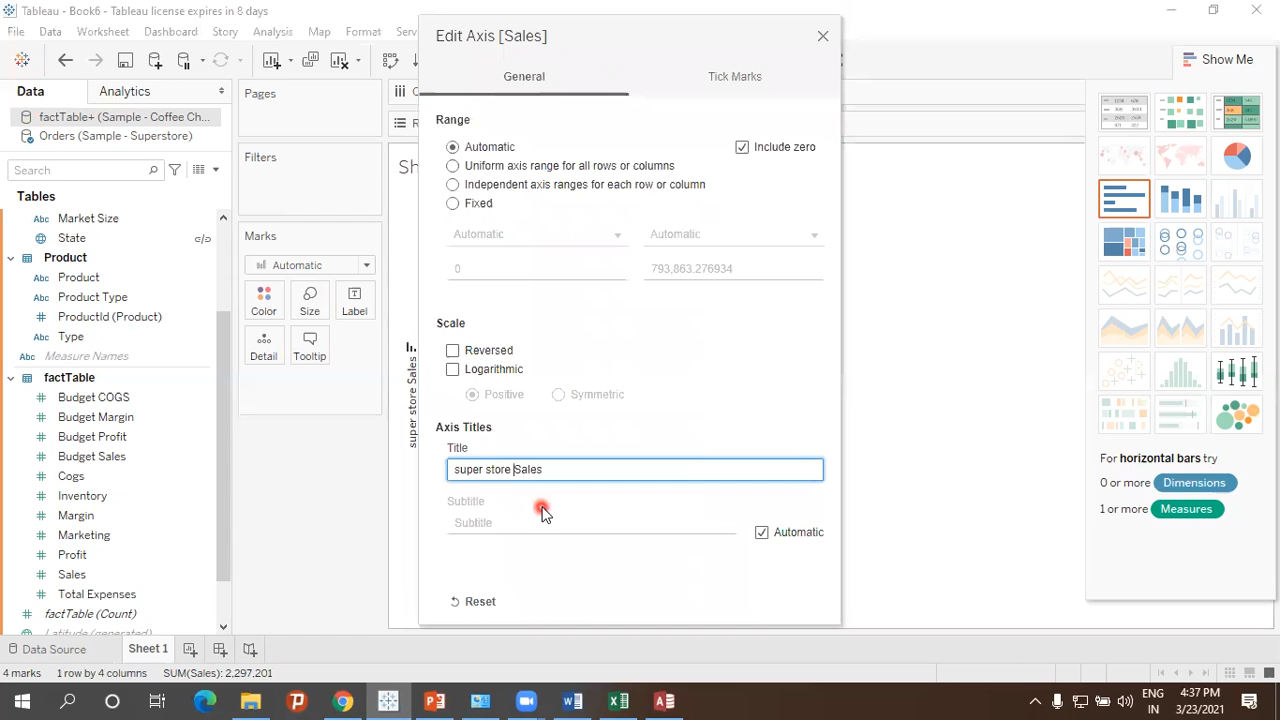 Tableau - Book6 - Tableau license expires in 8 days
File Data Worksheet Dashboard Story Analysis Map Format
Show Me
Data Analytics
factTable+ (Sample - Coffee Ch...
Orders (Sample - Superstore)
Search
Tables
Market Size
State
Product
Product
Product Type
ProductId (Product)
Type
Measure Names
factTable
Budget COGS
Budget Margin
Budget Profit
Budget Sales
Cogs
Inventory
Margin
Marketing
Profit
Sales
Total Expenses
factTable (Count)
Latitude (generated)
Pages
Filters
Marks
Automatic
Color Size Label
Detail Tooltip
super store Sales
Edit Axis [Sales]
General Tick Marks
Range
Automatic Include zero
Uniform axis range for all rows or columns
Independent axis ranges for each row or column
Fixed
Automatic Automatic
0 793,863.276934
Scale
Reversed
Logarithmic
Positive Symmetric
Axis Titles
Title
super store Sales
Subtitle
Subtitle
Automatic
Reset
For horizontal bars try
0 or more Dimensions
1 or more Measures
Data Source Sheet 1
4 marks 1 row by 4 columns SUM(Sales): 2,297,201
ENG 4:37 PM
IN 3/23/2021